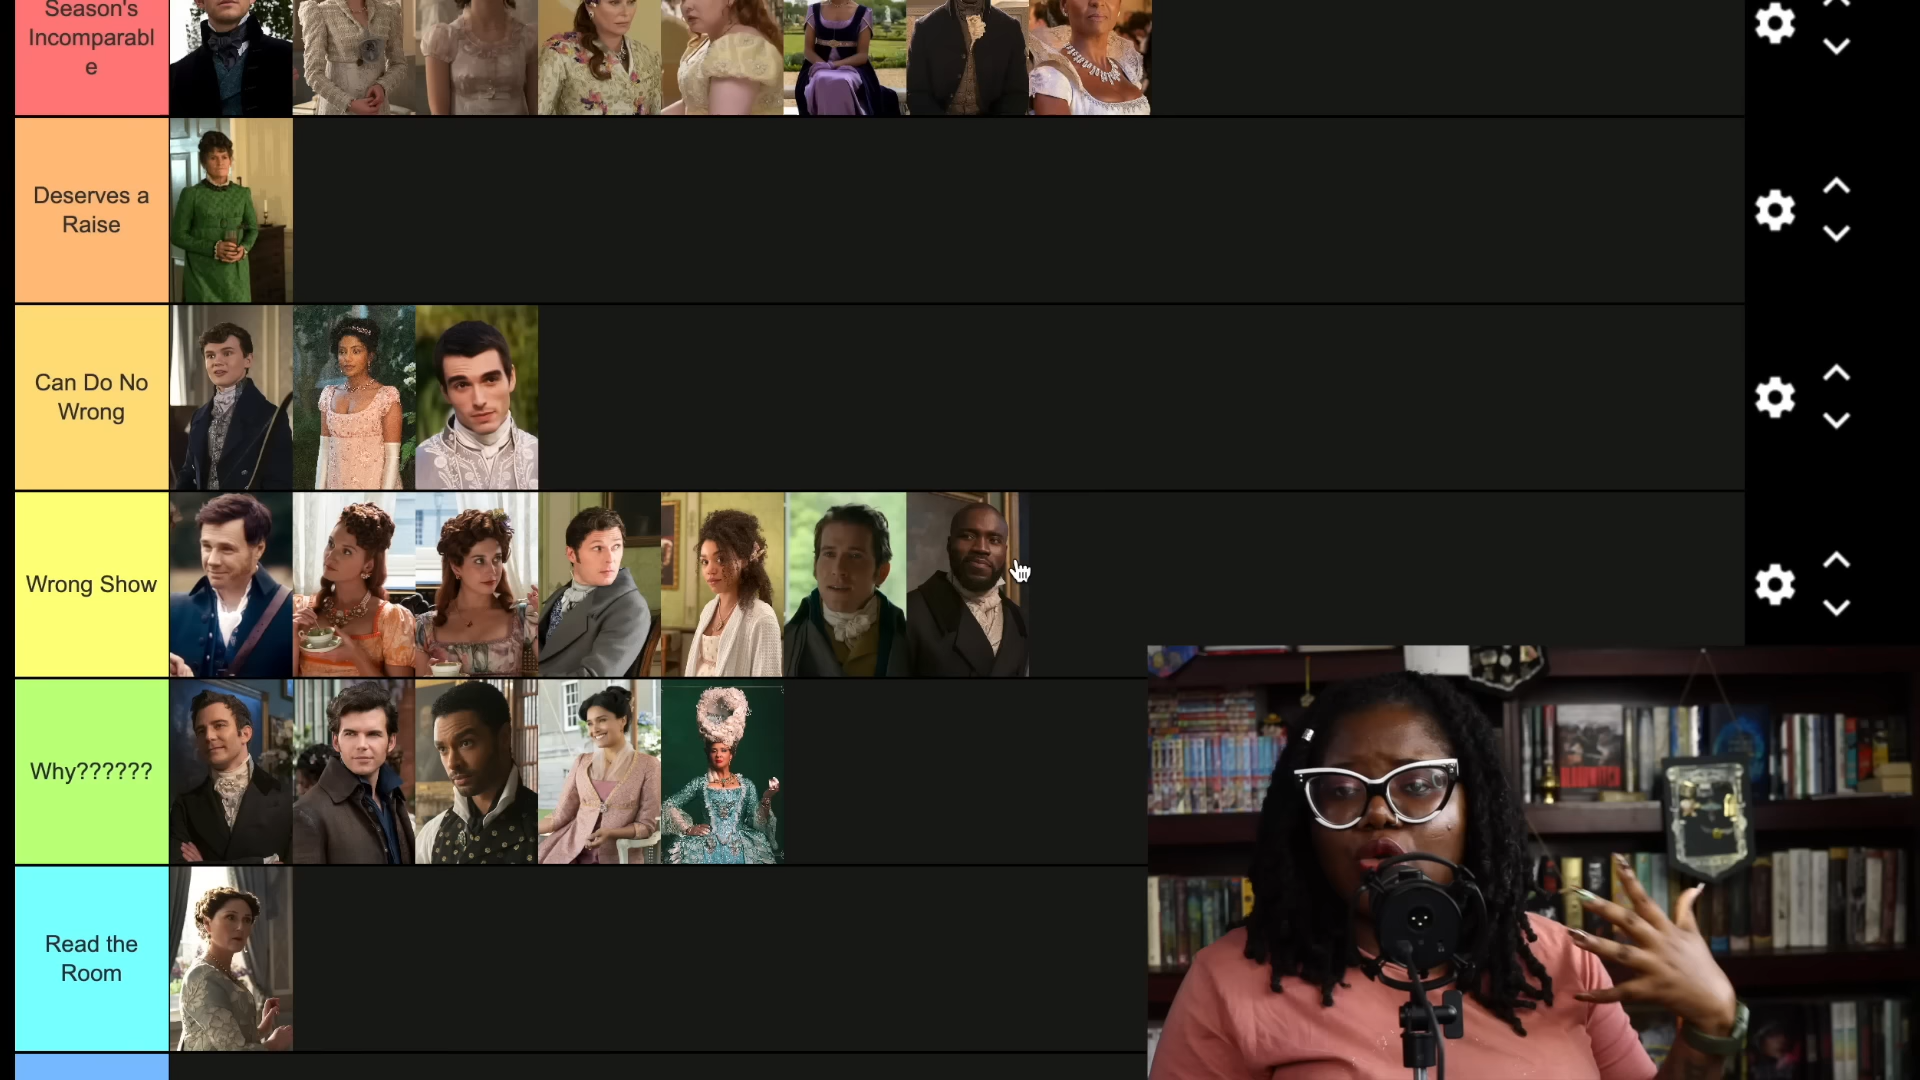 Season's
Incomparabl
e
Deserves a
Raise
Can Do No
Wrong
Wrong Show
Why??????
Read the
Room